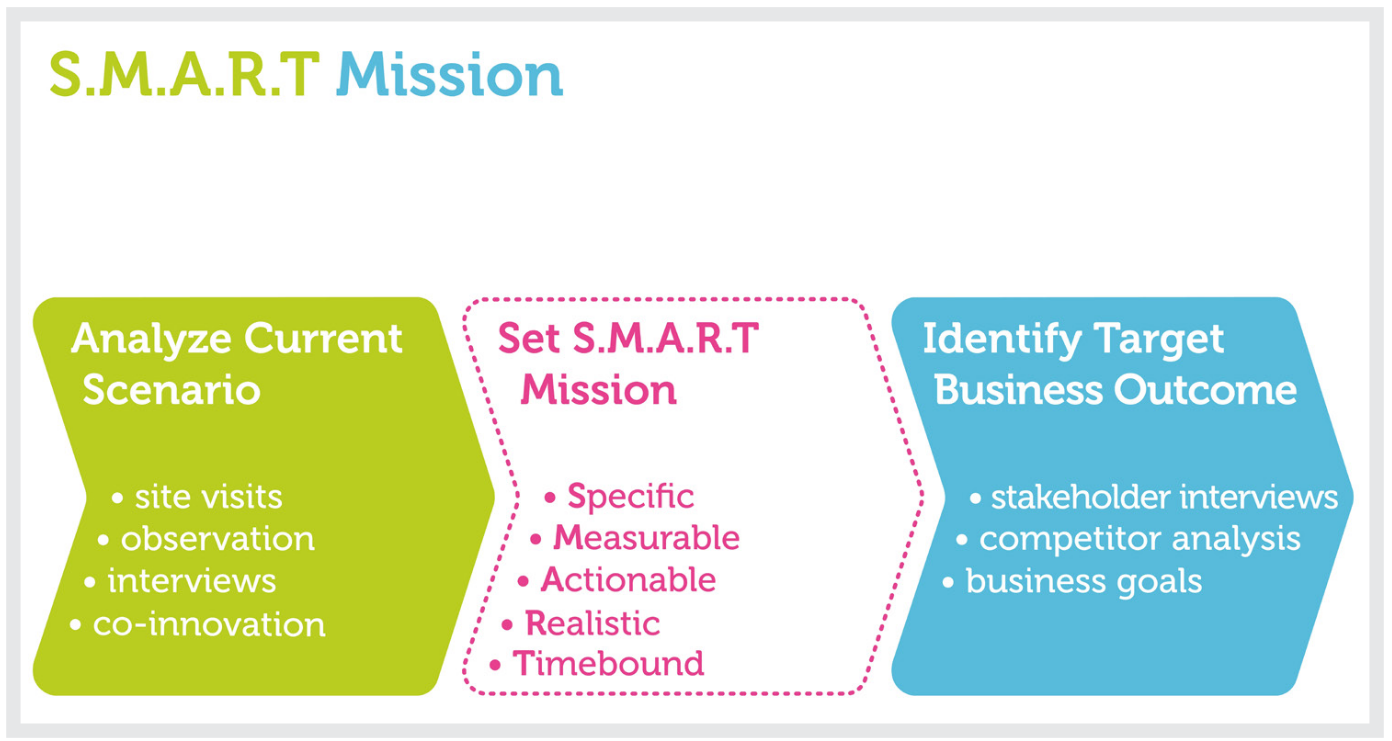 S.M.A.R.T Mission
Analyze Current
Scenario
• site visits
• observation
• interviews
• co-innovation
Set S.M.A.R.T
Mission
• Specific
• Measurable
• Actionable
• Realistic
• Timebound
Identify Target
Business Outcome
• stakeholder interviews
• competitor analysis
• business goals